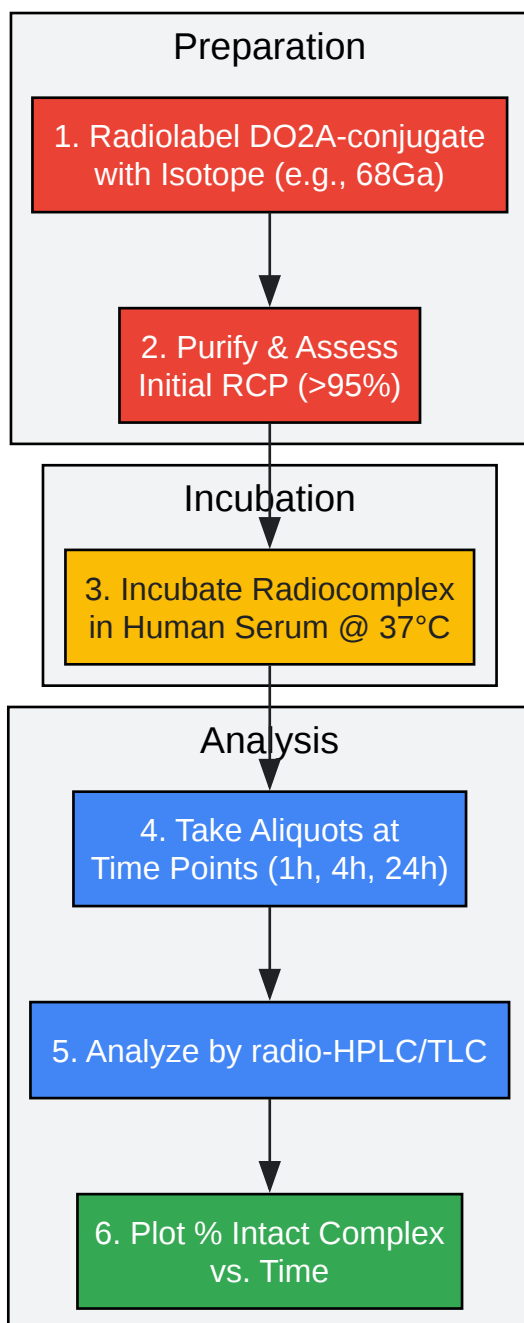 Preparation
1. Radiolabel DO2A-conjugate
with Isotope (e.g., 68Ga)
2. Purify & Assess
Initial RCP (>95%)
Incubation
3. Incubate Radiocomplex
in Human Serum @ 37°C
Analysis
4. Take Aliquots at
Time Points (1h, 4h, 24h)
5. Analyze by radio-HPLC/TLC
6. Plot % Intact Complex
vs. Time